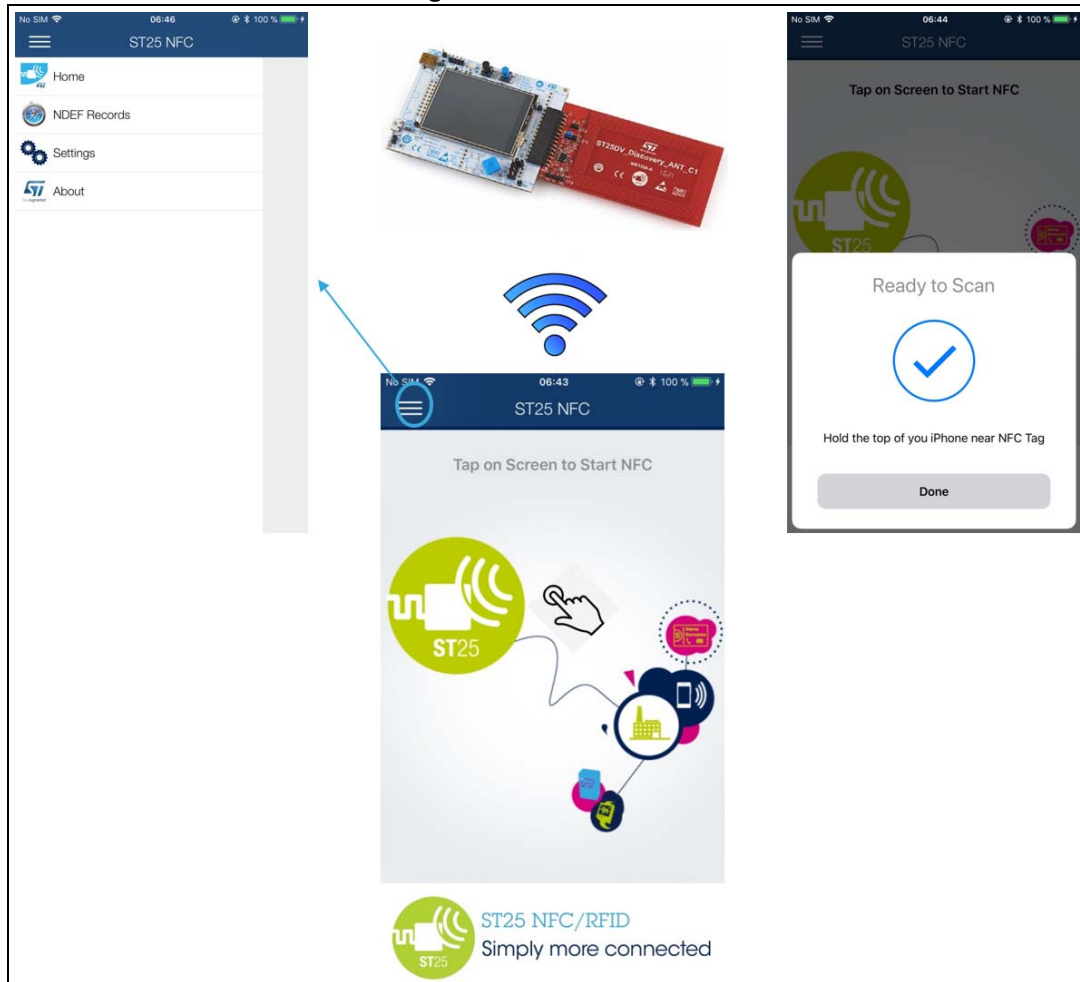 No SIM 06:46 100 %
ST25 NFC
Home
NDEF Records
Settings
About
ST25DV_Discovery_ANT_C1
No SIM 06:44 100 %
ST25 NFC
Tap on Screen to Start NFC
ST25
Ready to Scan
Hold the top of you iPhone near NFC Tag
Done
No SIM 06:43 100 %
ST25 NFC
Tap on Screen to Start NFC
ST25
ST25 NFC/RFID
Simply more connected
ST25